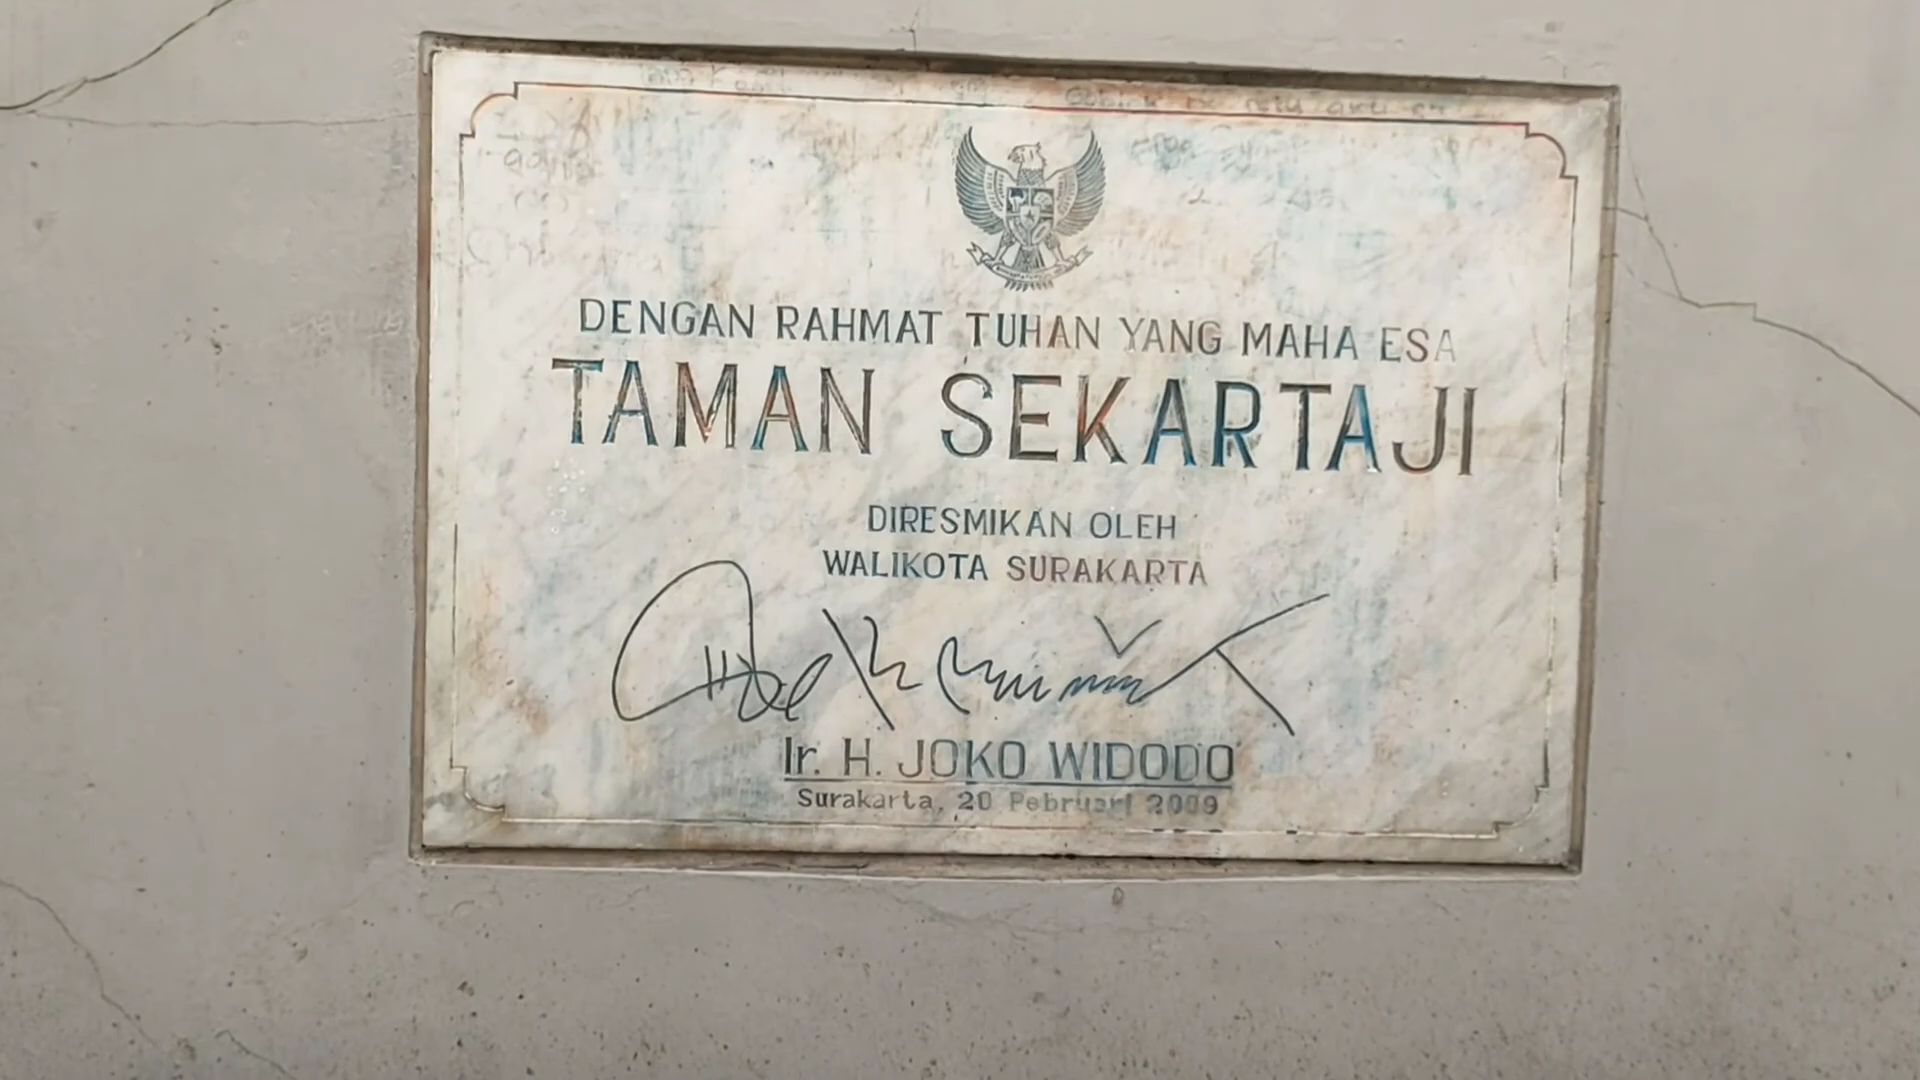 DENGAN RAHMAT TUHAN YANG MAHA ESA
TAMAN SEKARTAJI
DIRESMIKAN OLEH
WALIKOTA SURAKARTA
Ir. H. JOKO WIDODO
Surakarta, 20 Pebruari 2009